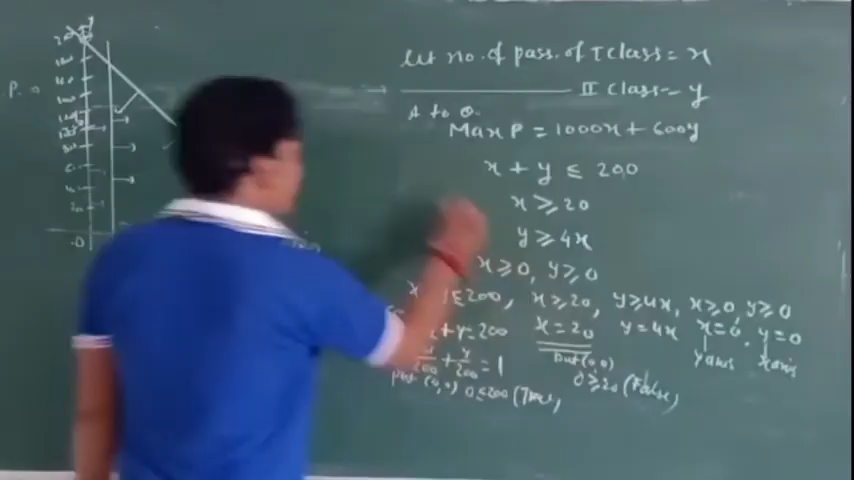 let no. of pass. of I class = x
II class = y
A to Q.
Max P = 1000x + 600y
x + y ≤ 200
x ≥ 20
y ≥ 4x
x ≥ 0, y ≥ 0
≤ 200, x ≥ 20, y ≥ 4x, x ≥ 0, y ≥ 0
x + y = 200 x = 20 y = 4x x = 0, y = 0
x/200 + y/200 = 1 put (0,0) y axis x axis
put (0,0) 0 ≤ 200 (True) 0 ≥ 20 (False)